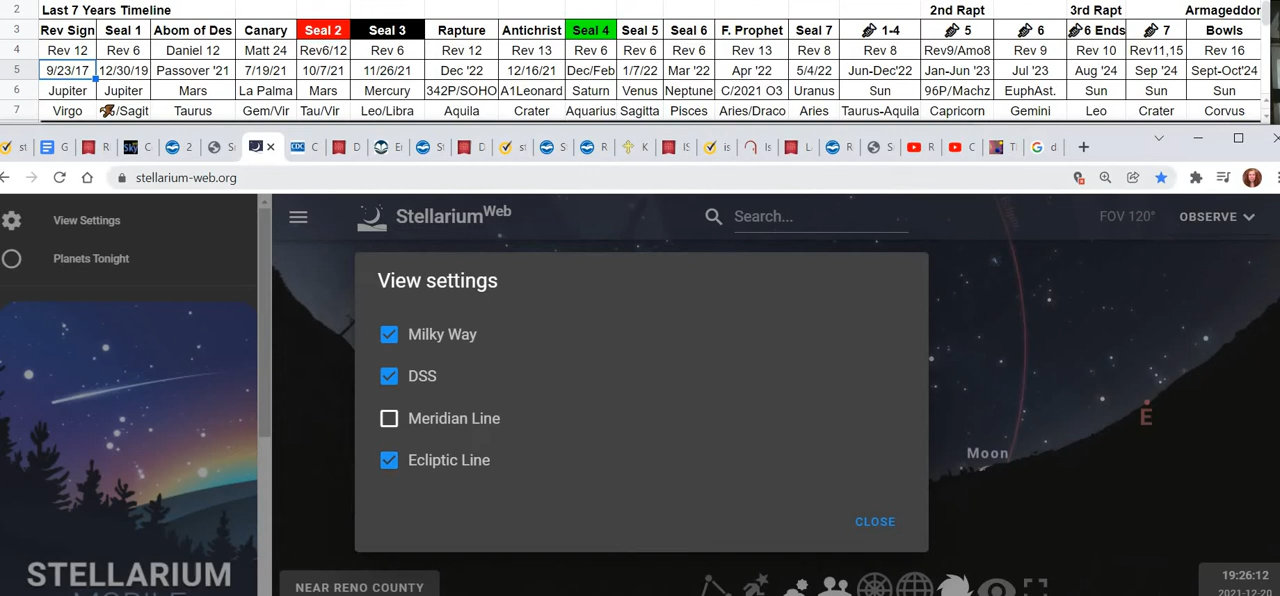 2 Last 7 Years Timeline 2nd Rapt 3rd Rapt Armageddon
3 Rev Sign Seal 1 Abom of Des Canary Seal 2 Seal 3 Rapture Antichrist Seal 4 Seal 5 Seal 6 F. Prophet Seal 7 1-4 5 6 6 Ends 7 Bowls
4 Rev 12 Rev 6 Daniel 12 Matt 24 Rev6/12 Rev 6 Rev 12 Rev 13 Rev 6 Rev 6 Rev 6 Rev 13 Rev 8 Rev 8 Rev9/Amo8 Rev 9 Rev 10 Rev11,15 Rev 16
5 9/23/17 12/30/19 Passover '21 7/19/21 10/7/21 11/26/21 Dec '22 12/16/21 Dec/Feb 1/7/22 Mar '22 Apr '22 5/4/22 Jun-Dec'22 Jan-Jun '23 Jul '23 Aug '24 Sep '24 Sept-Oct'24
6 Jupiter Jupiter Mars La Palma Mars Mercury 342P/SOHO A1Leonard Saturn Venus Neptune C/2021 O3 Uranus Sun 96P/Machz EuphAst. Sun Sun Sun
7 Virgo /Sagit Taurus Gem/Vir Tau/Vir Leo/Libra Aquila Crater Aquarius Sagitta Pisces Aries/Draco Aries Taurus-Aquila Capricorn Gemini Leo Crater Corvus
st G R C 2 S C D E S D st S R K IS is Is L R S R C T d
stellarium-web.org
View Settings
Planets Tonight
STELLARIUM
MOBILE
StellariumWeb
Search...
FOV 120°
OBSERVE
View settings
Milky Way
DSS
Meridian Line
Ecliptic Line
CLOSE
Moon
E
NEAR RENO COUNTY
19:26:12
2021-12-20